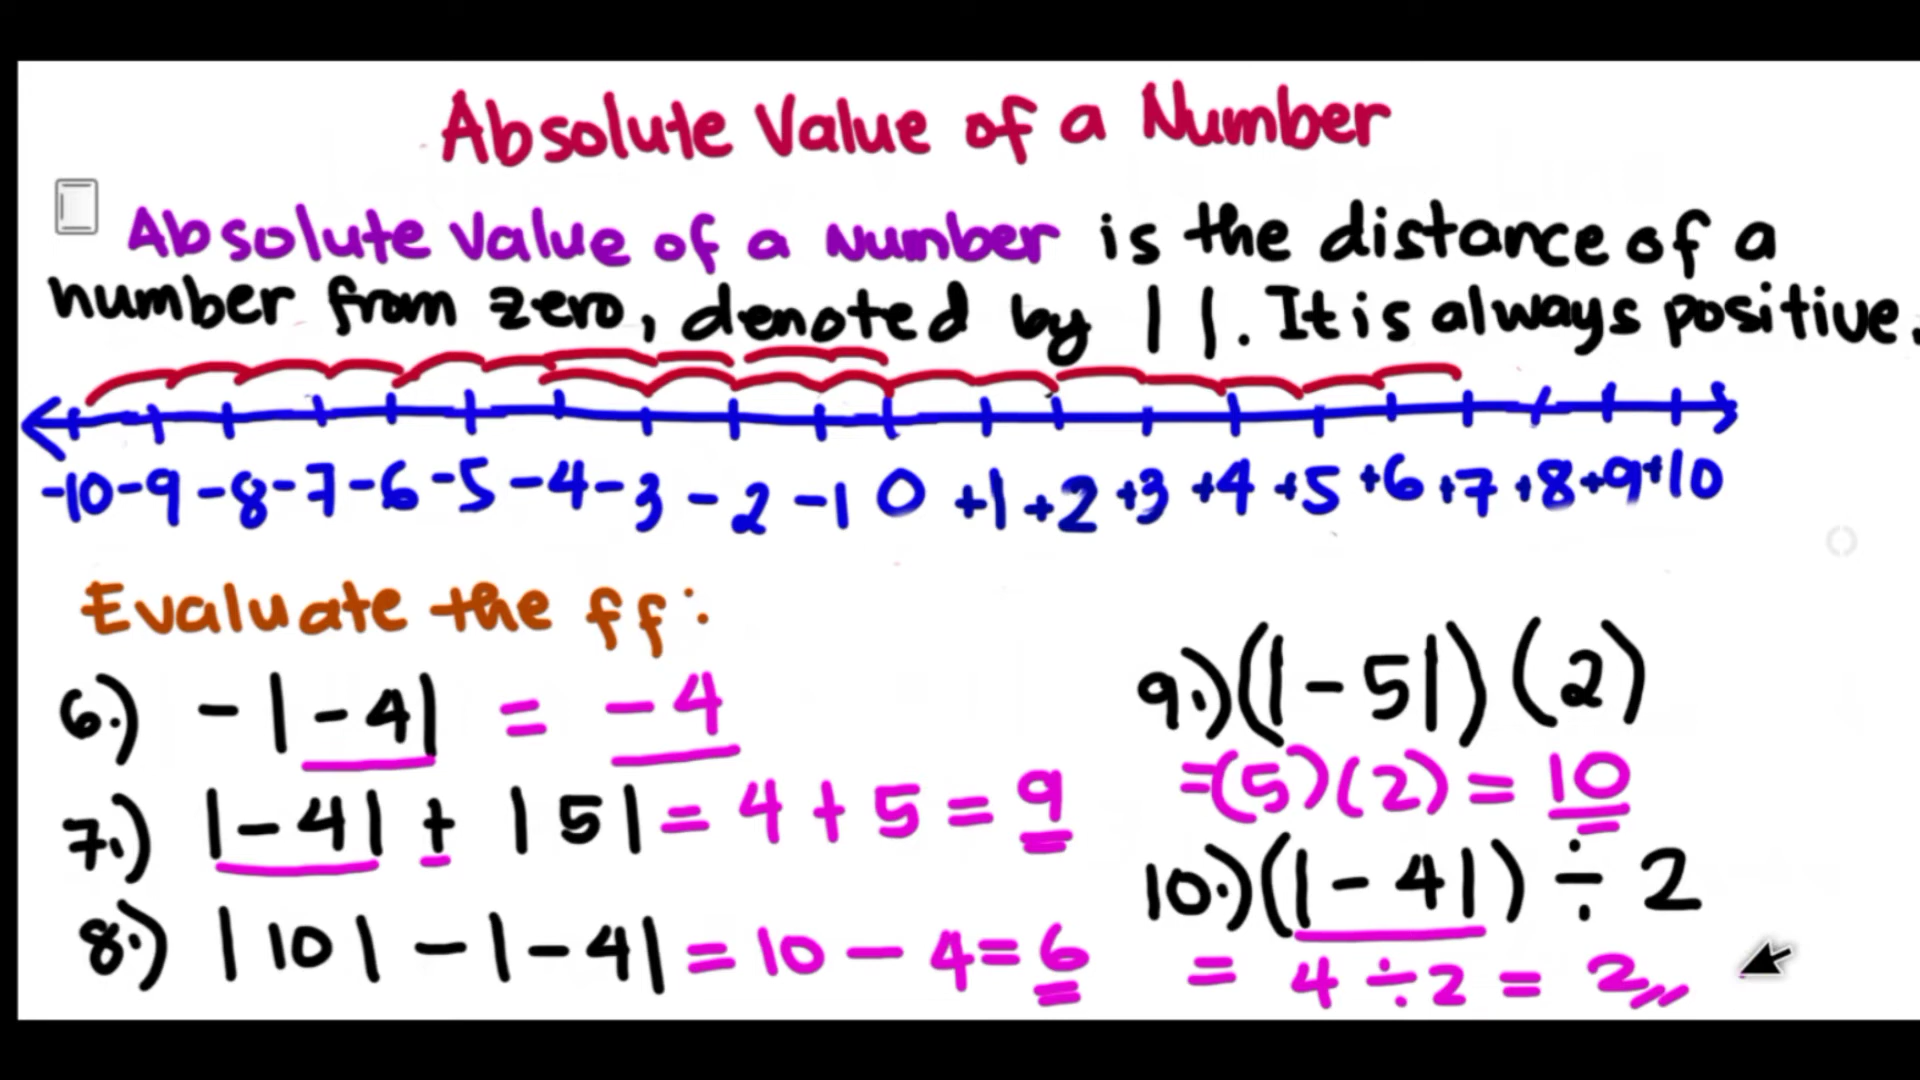 Absolute Value of a Number
Absolute Value of a Number is the distance of a
number from zero, denoted by | |. It is always positive.
-10 -9 -8 -7 -6 -5 -4 -3 -2 -1 0 +1 +2 +3 +4 +5 +6 +7 +8 +9 +10
Evaluate the ff:
6.) -|-4| = -4
7.) |-4| + |5| = 4 + 5 = 9
8.) |10| - |-4| = 10 - 4 = 6
9.) (|-5|) (2)
=(5)(2) = 10
10.) (|-4|) ÷ 2
= 4 ÷ 2 = 2